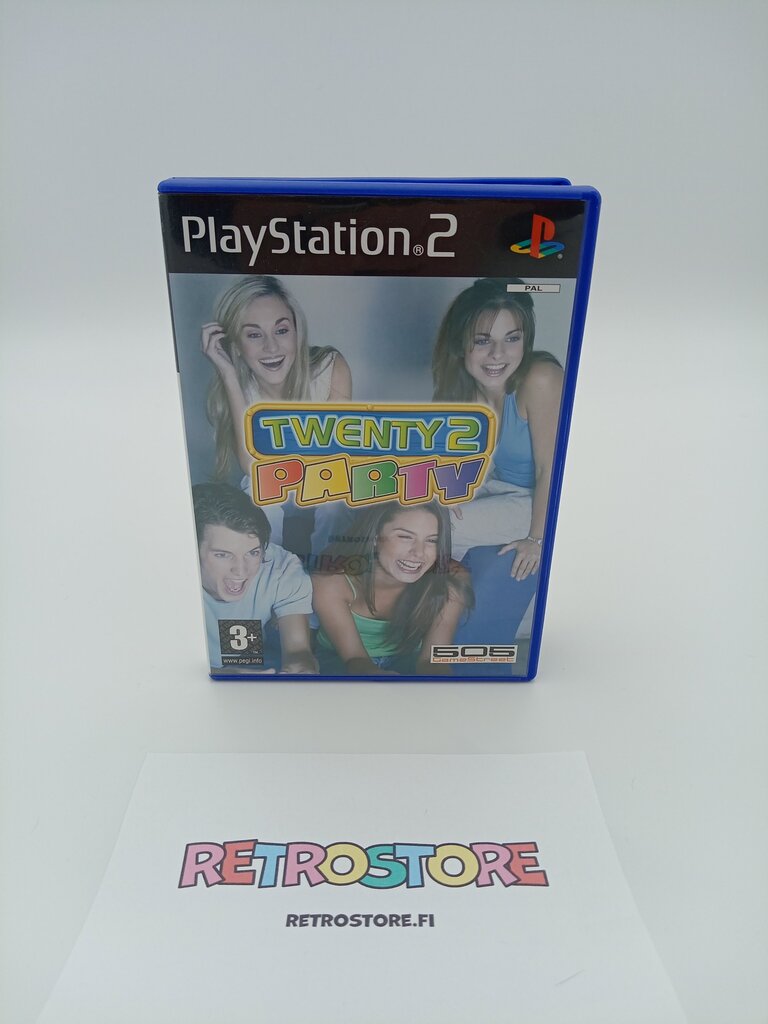 PlayStation®2
PAL
TWENTY 2
PARTY
3+
www.pegi.info
505
GameStreet
RETROSTORE
RETROSTORE.FI